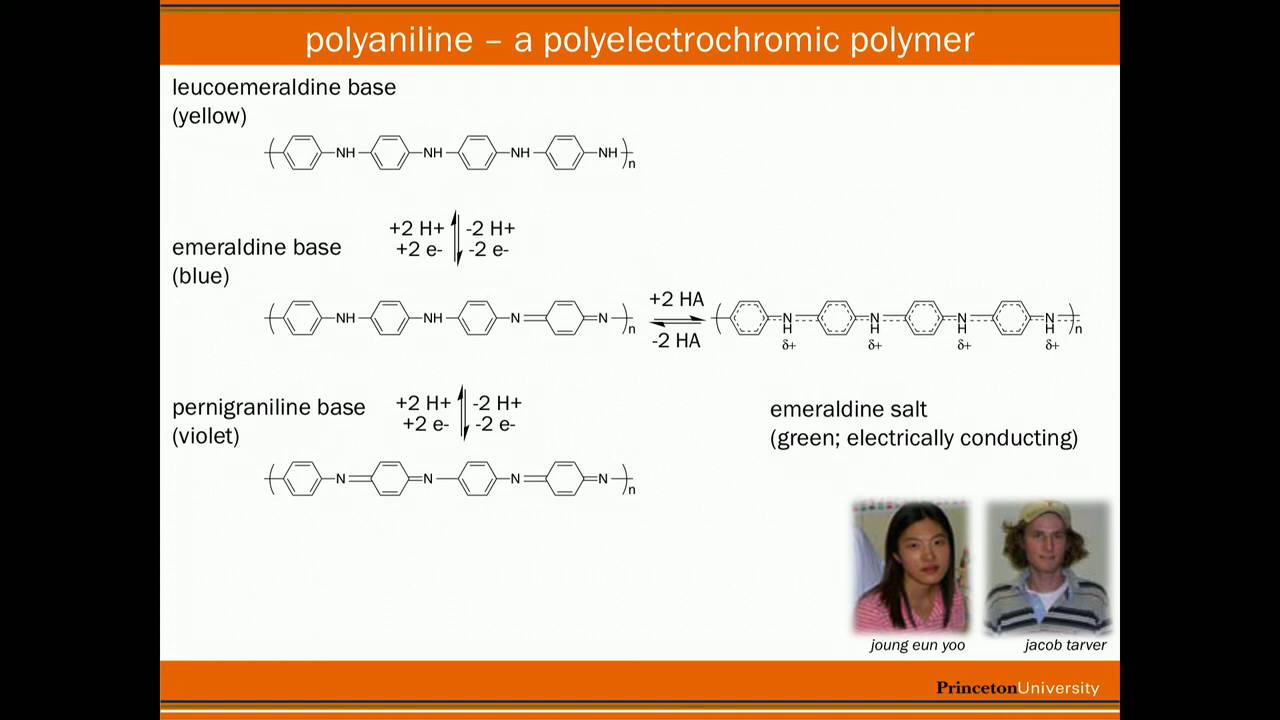 polyaniline – a polyelectrochromic polymer
leucoemeraldine base
(yellow)
NH NH NH NH n
+2 H+ -2 H+
+2 e- -2 e-
emeraldine base
(blue)
NH NH N N n
+2 HA
-2 HA
N N N N n
H H H H
δ+ δ+ δ+ δ+
pernigraniline base
(violet)
+2 H+ -2 H+
+2 e- -2 e-
emeraldine salt
(green; electrically conducting)
N N N N n
joung eun yoo jacob tarver
PrincetonUniversity